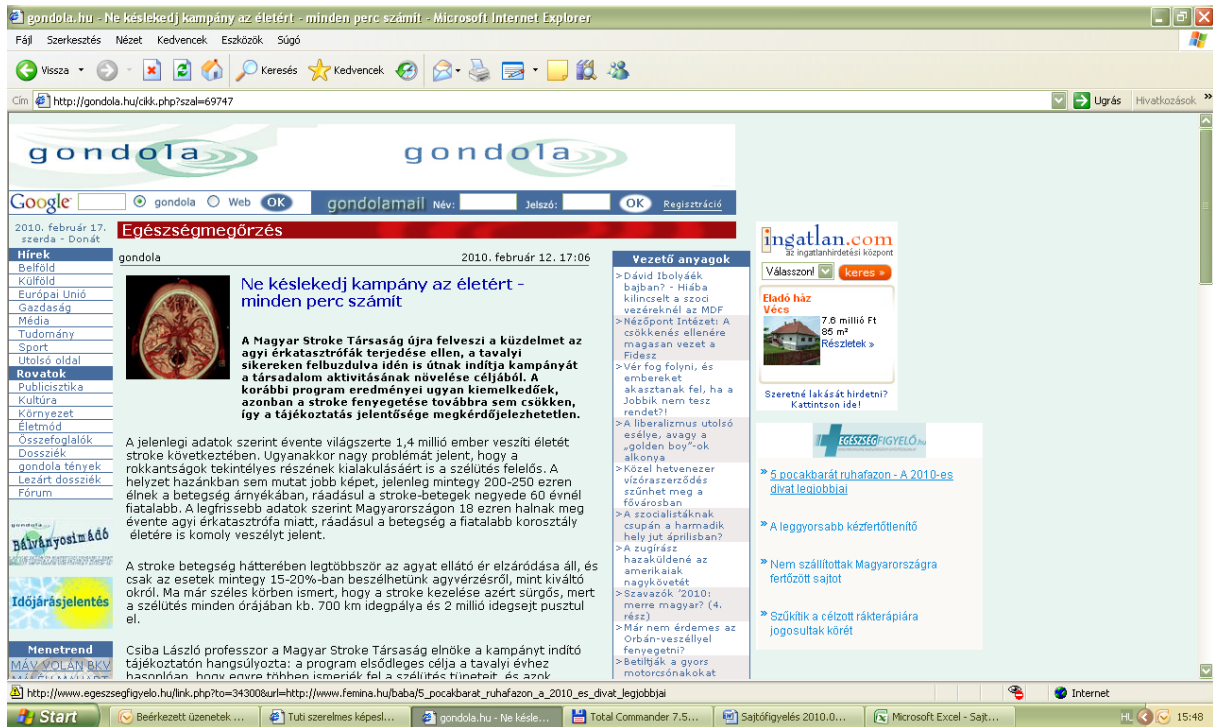 gondola.hu - Ne késlekedj kampány az életért - minden perc számít - Microsoft Internet Explorer
Fájl Szerkesztés Nézet Kedvencek Eszközök Súgó
Vissza Keresés Kedvencek
Cím http://gondola.hu/cikk.php?szal=69747 Ugrás Hivatkozások »
gondola gondola
Google gondola Web OK gondolamail Név: Jelszó: OK Regisztráció
2010. február 17.
szerda - Donát
Hírek
Belföld
Külföld
Európai Unió
Gazdaság
Média
Tudomány
Sport
Utolsó oldal
Rovatok
Publicisztika
Kultúra
Környezet
Életmód
Összefoglalók
Dossziék
gondola tények
Lezárt dossziék
Fórum
gondola
Bálványosimádó
Időjárásjelentés
Menetrend
MÁV VOLÁN BKV
Egészségmegőrzés
gondola 2010. február 12. 17:06
Ne késlekedj kampány az életért -
minden perc számít
A Magyar Stroke Társaság újra felveszi a küzdelmet az
agyi érkatasztrófák terjedése ellen, a tavalyi
sikereken felbuzdulva idén is útnak indítja kampányát
a társadalom aktivitásának növelése céljából. A
korábbi program eredményei ugyan kiemelkedőek,
azonban a stroke fenyegetése továbbra sem csökken,
így a tájékoztatás jelentősége megkérdőjelezhetetlen.
A jelenlegi adatok szerint évente világszerte 1,4 millió ember veszíti életét
stroke következtében. Ugyanakkor nagy problémát jelent, hogy a
rokkantságok tekintélyes részének kialakulásáért is a szélütés felelős. A
helyzet hazánkban sem mutat jobb képet, jelenleg mintegy 200-250 ezren
élnek a betegség árnyékában, ráadásul a stroke-betegek negyede 60 évnél
fiatalabb. A legfrissebb adatok szerint Magyarországon 18 ezren halnak meg
évente agyi érkatasztrófa miatt, ráadásul a betegség a fiatalabb korosztály
életére is komoly veszélyt jelent.
A stroke betegség hátterében legtöbbször az agyat ellátó ér elzáródása áll, és
csak az esetek mintegy 15-20%-ban beszélhetünk agyvérzésről, mint kiváltó
okról. Ma már széles körben ismert, hogy a stroke kezelése azért sürgős, mert
a szélütés minden órájában kb. 700 km idegpálya és 2 millió idegsejt pusztul
el.
Csiba László professzor a Magyar Stroke Társaság elnöke a kampányt indító
tájékoztatón hangsúlyozta: a program elsődleges célja a tavalyi évhez
hasonlóan, hogy egyre többen ismerjék fel a szélütés tüneteit, és azok
Vezető anyagok
>Dávid Ibolyáék
bajban? - Hiába
kilincselt a szoci
vezéreknél az MDF
>Nézőpont Intézet: A
csökkenés ellenére
magasan vezet a
Fidesz
>Vér fog folyni, és
embereket
akasztanak fel, ha a
Jobbik nem tesz
rendet?!
>A liberalizmus utolsó
esélye, avagy a
„golden boy”-ok
alkonya
>Közel hetvenezer
vízóraszerződés
szűnhet meg a
fővárosban
>A szocialistáknak
csupán a harmadik
hely jut áprilisban?
>A zugírász
hazaküldené az
amerikaiak
nagykövetét
>Szavazók ’2010:
merre magyar? (4.
rész)
>Már nem érdemes az
Orbán-veszéllyel
fenyegetni?
>Betiltják a gyors
motorcsónakokat
ingatlan.com
az ingatlanhirdetési központ
Válasszon! keres »
Eladó ház
Vécs
7.6 millió Ft
85 m²
Részletek »
Szeretné lakását hirdetni?
Kattintson ide!
EGÉSZSÉGFIGYELŐ.hu
» 5 pocakbarát ruhafazon - A 2010-es
divat legjobbjai
» A leggyorsabb kézfertőtlenítő
» Nem szállítottak Magyarországra
fertőzött sajtot
» Szűkítik a célzott rákterápiára
jogosultak körét
http://www.egeszsegfigyelo.hu/link.php?to=34300&url=http://www.femina.hu/baba/5_pocakbarat_ruhafazon_a_2010_es_divat_legjobbjai Internet
Start Beérkezett üzenetek ... Tuti szerelmes képesl... gondola.hu - Ne késle... Total Commander 7.5... Sajtófigyelés 2010.0... Microsoft Excel - Sajt... HU 15:48